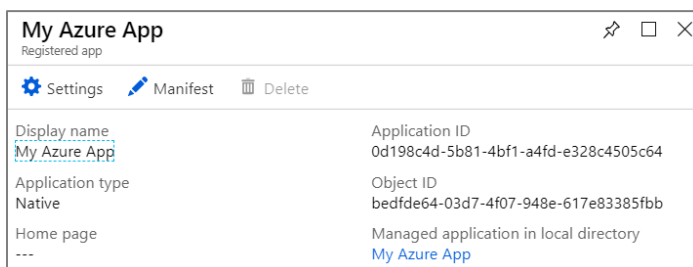 My Azure App
Registered app
Settings Manifest Delete
Display name Application ID
My Azure App 0d198c4d-5b81-4bf1-a4fd-e328c4505c64
Application type Object ID
Native bedfde64-03d7-4f07-948e-617e83385fbb
Home page Managed application in local directory
--- My Azure App